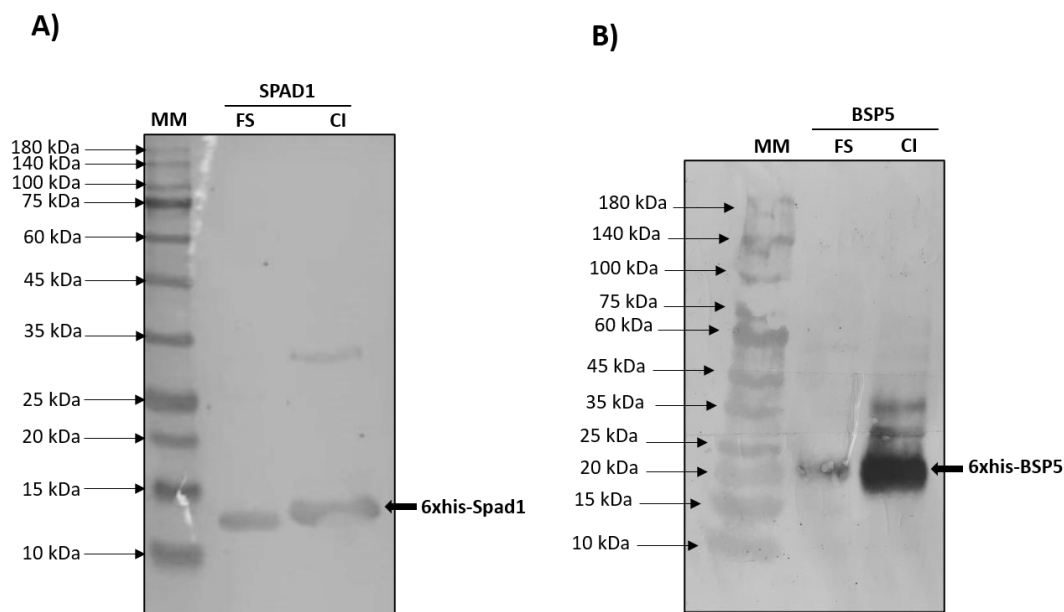 A)
SPAD1
MM FS CI
180 kDa
140 kDa
100 kDa
75 kDa
60 kDa
45 kDa
35 kDa
25 kDa
20 kDa
15 kDa
6xhis-Spad1
10 kDa
B)
BSP5
MM FS CI
180 kDa
140 kDa
100 kDa
75 kDa
60 kDa
45 kDa
35 kDa
25 kDa
20 kDa
6xhis-BSP5
15 kDa
10 kDa